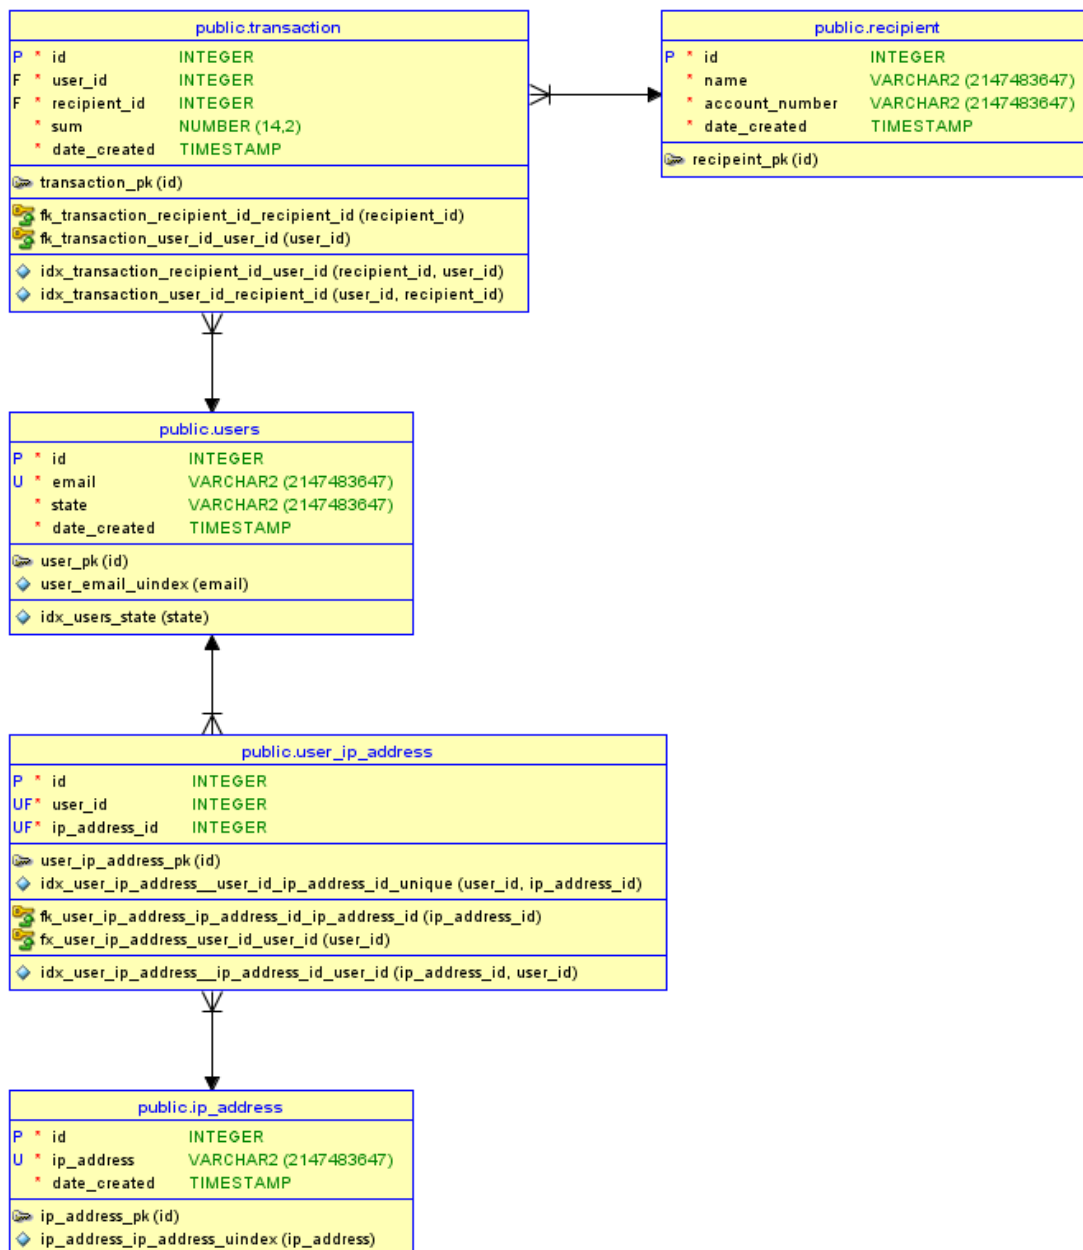 public.transaction
P * id INTEGER
F * user_id INTEGER
F * recipient_id INTEGER
* sum NUMBER (14,2)
* date_created TIMESTAMP
transaction_pk (id)
fk_transaction_recipient_id_recipient_id (recipient_id)
fk_transaction_user_id_user_id (user_id)
idx_transaction_recipient_id_user_id (recipient_id, user_id)
idx_transaction_user_id_recipient_id (user_id, recipient_id)
public.recipient
P * id INTEGER
* name VARCHAR2 (2147483647)
* account_number VARCHAR2 (2147483647)
* date_created TIMESTAMP
recipeint_pk (id)
public.users
P * id INTEGER
U * email VARCHAR2 (2147483647)
* state VARCHAR2 (2147483647)
* date_created TIMESTAMP
user_pk (id)
user_email_uindex (email)
idx_users_state (state)
public.user_ip_address
P * id INTEGER
UF* user_id INTEGER
UF* ip_address_id INTEGER
user_ip_address_pk (id)
idx_user_ip_address__user_id_ip_address_id_unique (user_id, ip_address_id)
fk_user_ip_address_ip_address_id_ip_address_id (ip_address_id)
fx_user_ip_address_user_id_user_id (user_id)
idx_user_ip_address__ip_address_id_user_id (ip_address_id, user_id)
public.ip_address
P * id INTEGER
U * ip_address VARCHAR2 (2147483647)
* date_created TIMESTAMP
ip_address_pk (id)
ip_address_ip_address_uindex (ip_address)